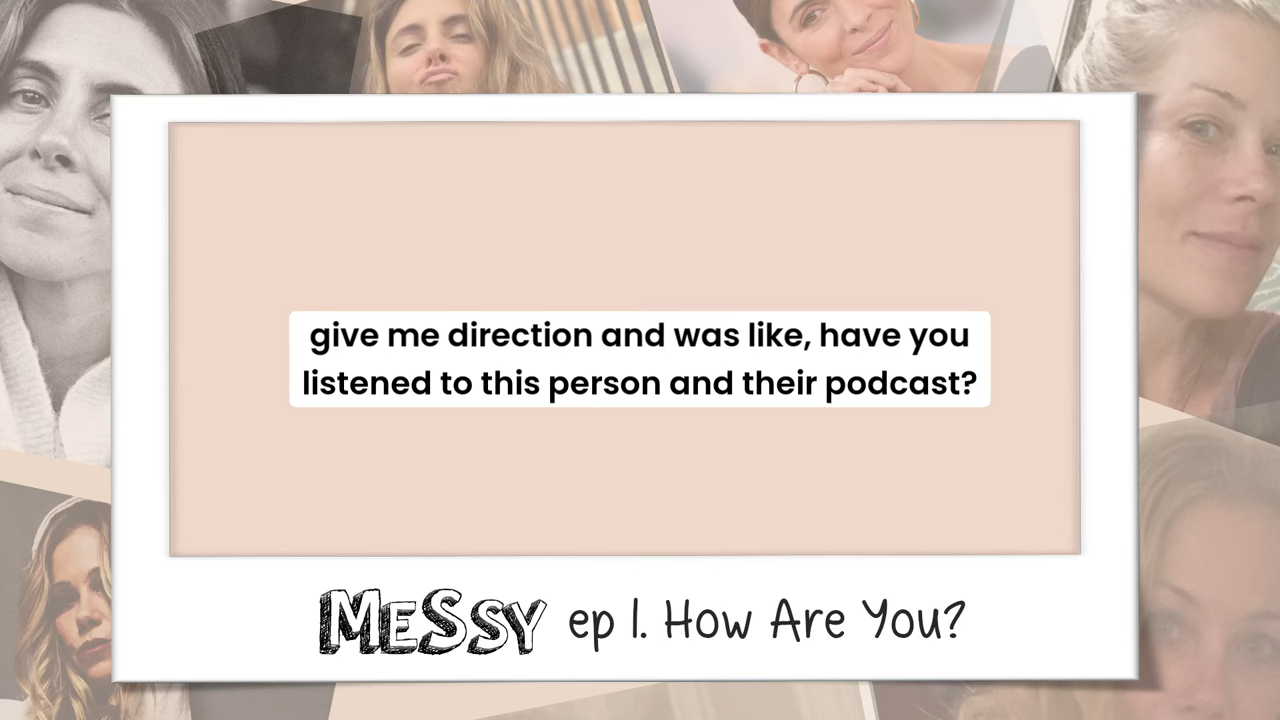 give me direction and was like, have you
listened to this person and their podcast?
MeSSy ep 1. How Are You?